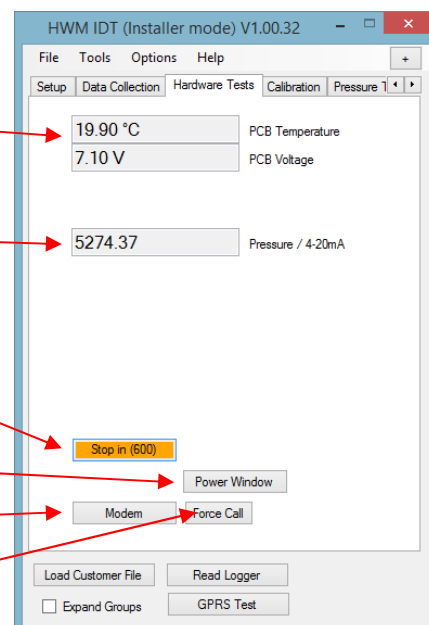 HWM IDT (Installer mode) V1.00.32
File Tools Options Help +
Setup Data Collection Hardware Tests Calibration Pressure
19.90 °C PCB Temperature
7.10 V PCB Voltage
5274.37 Pressure / 4-20mA
Stop in (600)
Power Window
Modem Force Call
Load Customer File Read Logger
Expand Groups GPRS Test